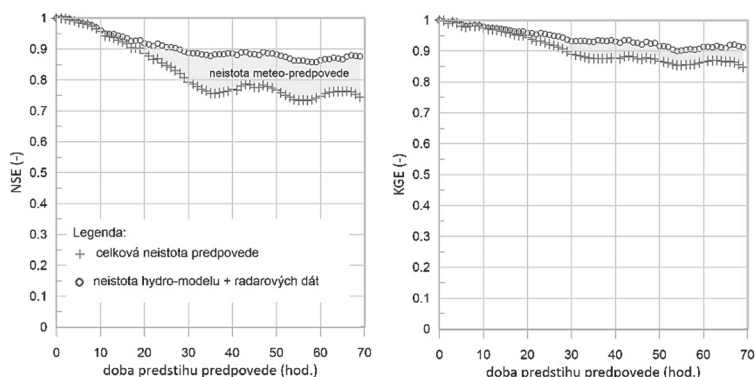 1
0.9
0.8
0.7
0.6
0.5
0.4
0.3
0.2
0.1
0
NSE (-)
neistota meteo-predpovede
Legenda:
celková neistota predpovede
neistota hydro-modelu + radarových dát
0 10 20 30 40 50 60 70
doba predstihu predpovede (hod.)
1
0.9
0.8
0.7
0.6
0.5
0.4
0.3
0.2
0.1
0
KGE (-)
0 10 20 30 40 50 60 70
doba predstihu predpovede (hod.)